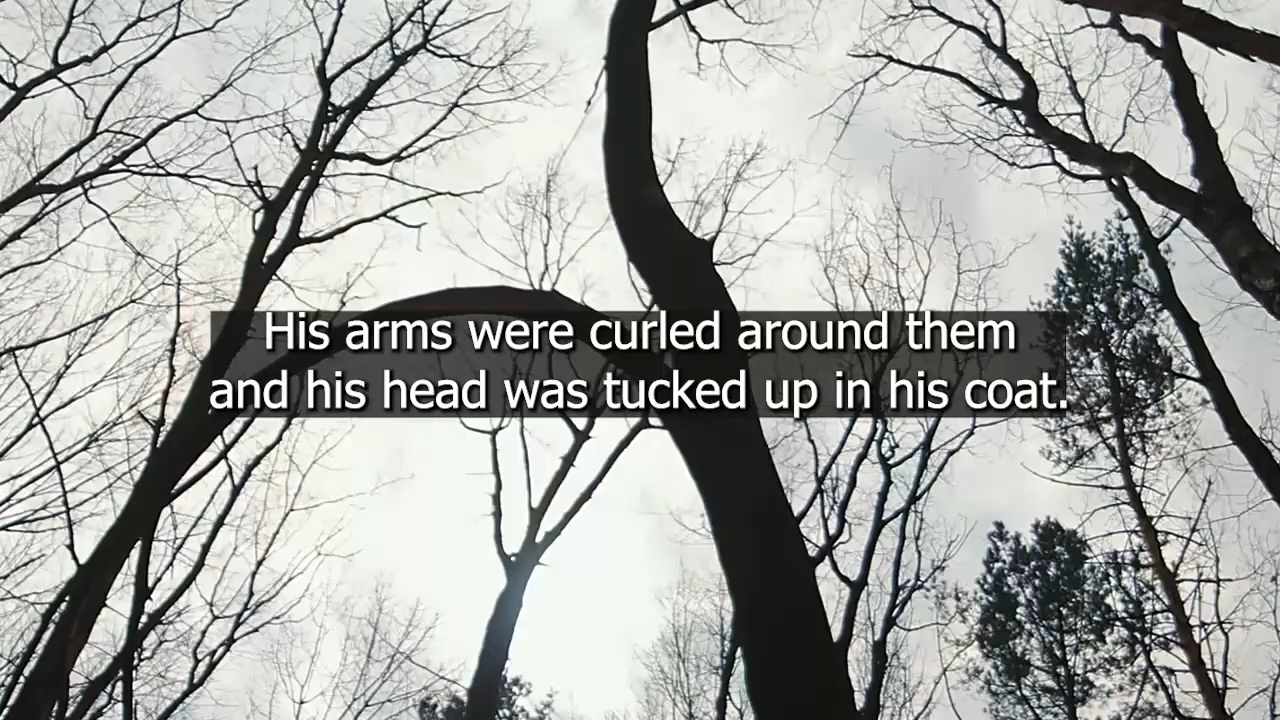 His arms were curled around them
and his head was tucked up in his coat.